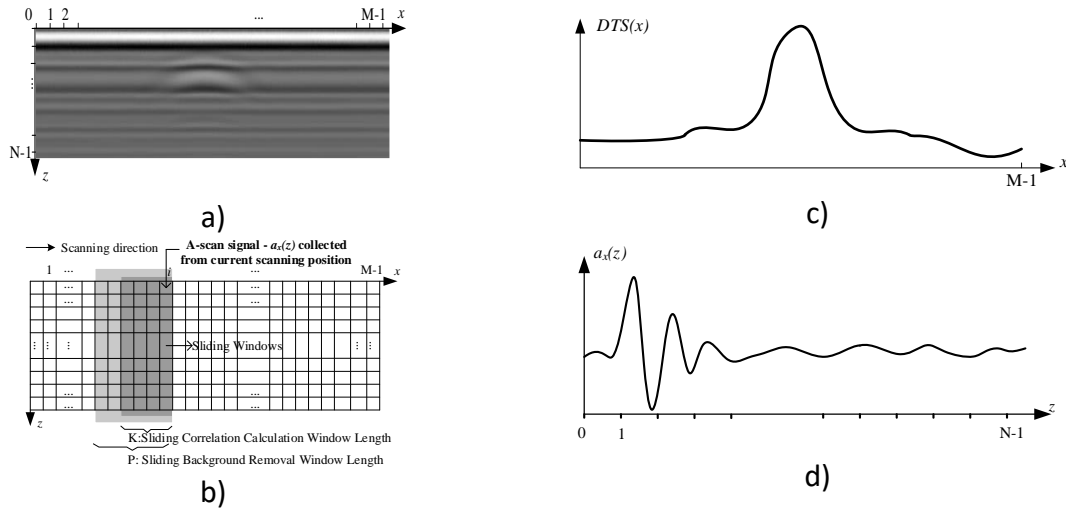 0 1 2 ... M-1 x
⋮
N-1
z
a)
Scanning direction
A-scan signal - aₓ(z) collected
from current scanning position
1 ... i ... M-1 x
... ...
... ...
⋮ ⋮ ⋮ Sliding Windows ⋮ ⋮
... ...
... ...
z
K:Sliding Correlation Calculation Window Length
P: Sliding Background Removal Window Length
b)
DTS(x)
x
M-1
c)
aₓ(z)
z
0 1 N-1
d)